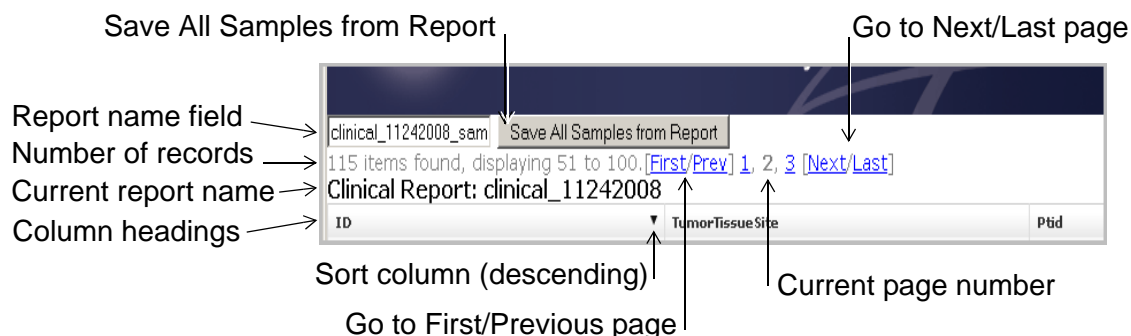 Save All Samples from Report
Go to Next/Last page
Report name field
clinical_11242008_sam
Save All Samples from Report
Number of records
115 items found, displaying 51 to 100.[First/Prev] 1, 2, 3 [Next/Last]
Current report name
Clinical Report: clinical_11242008
Column headings
ID ▼ TumorTissueSite Ptid
Sort column (descending)
Current page number
Go to First/Previous page